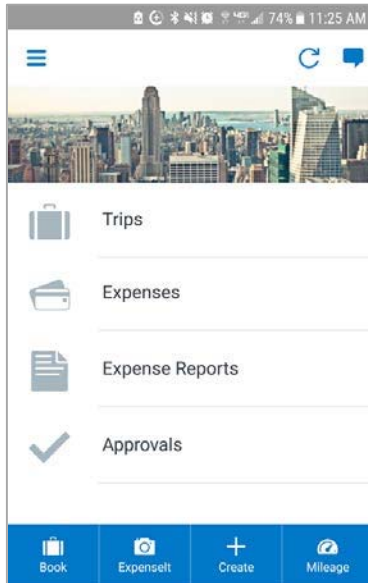 74% 11:25 AM
Trips
Expenses
Expense Reports
Approvals
Book
ExpenseIt
Create
Mileage